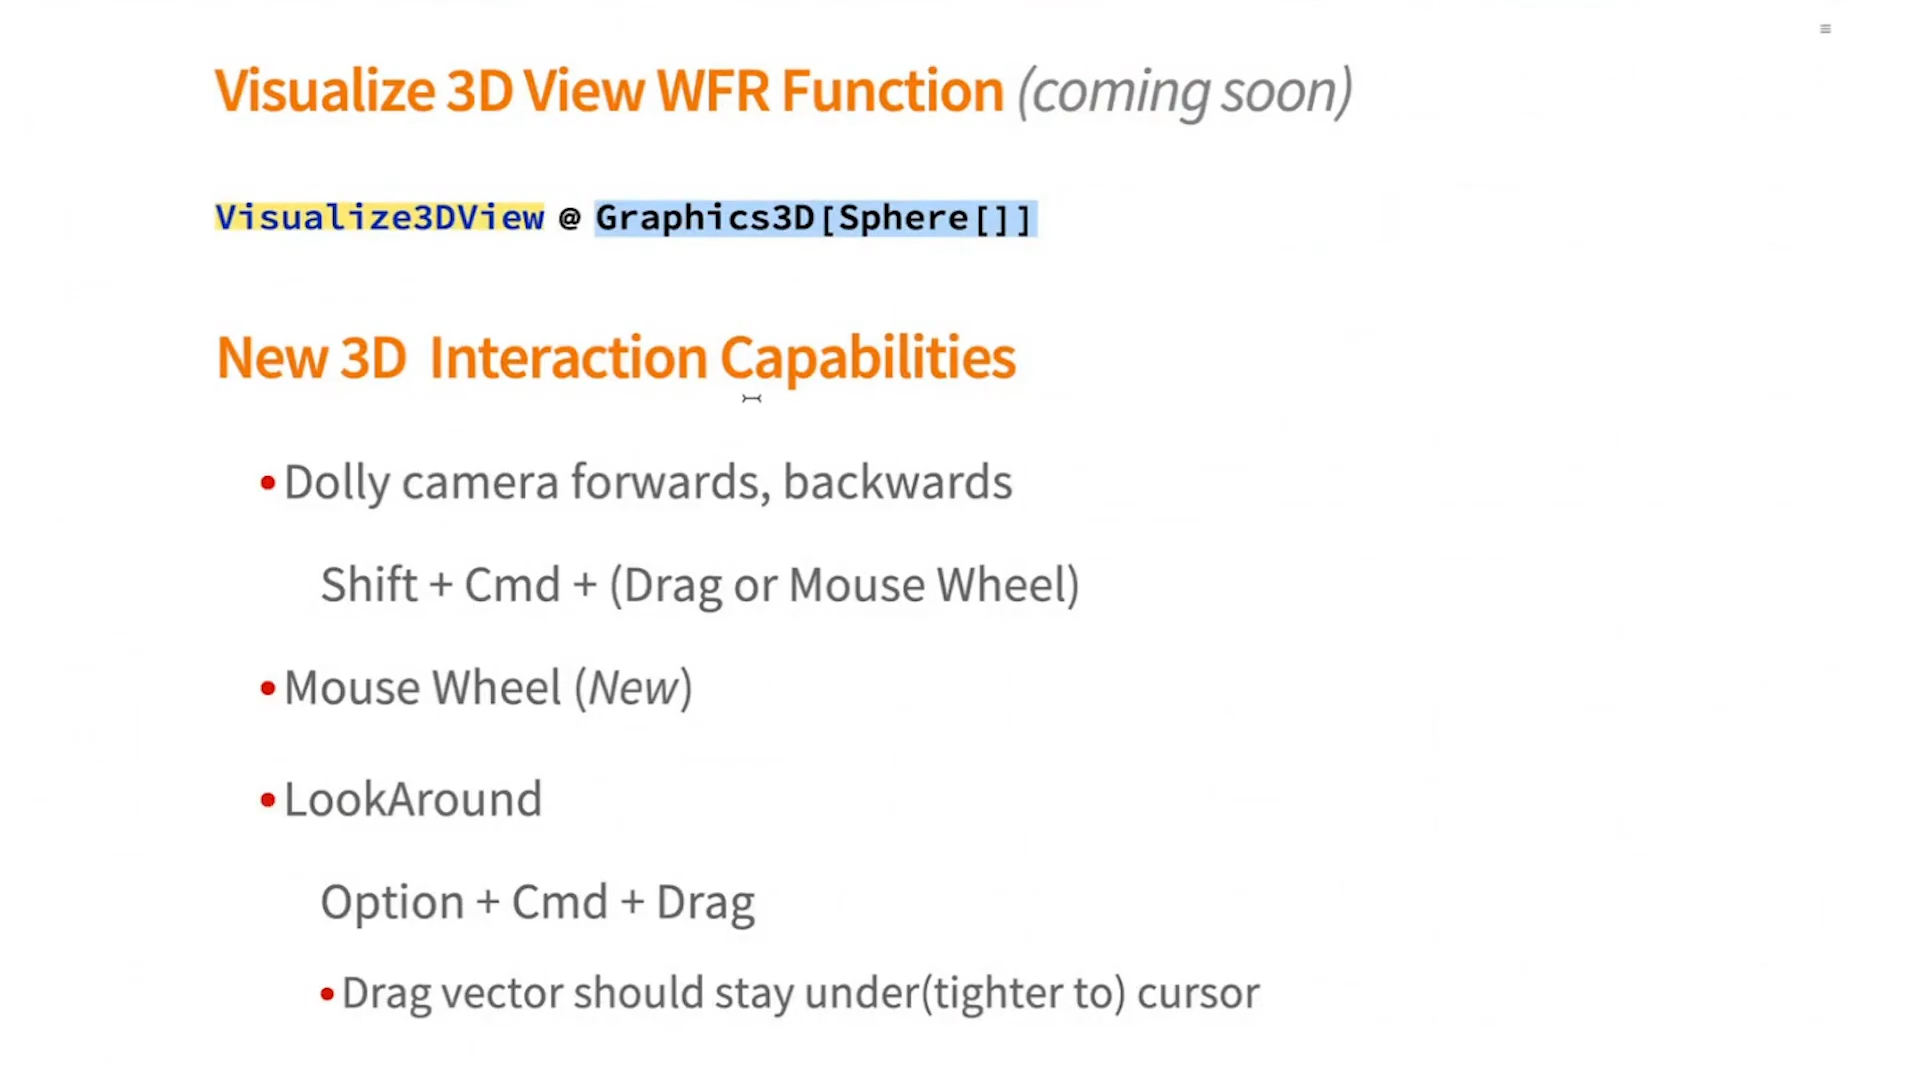 Visualize 3D View WFR Function (coming soon)
Visualize3DView @ Graphics3D[Sphere[]]
New 3D  Interaction Capabilities
• Dolly camera forwards, backwards
Shift + Cmd + (Drag or Mouse Wheel)
• Mouse Wheel (New)
• LookAround
Option + Cmd + Drag
• Drag vector should stay under(tighter to) cursor